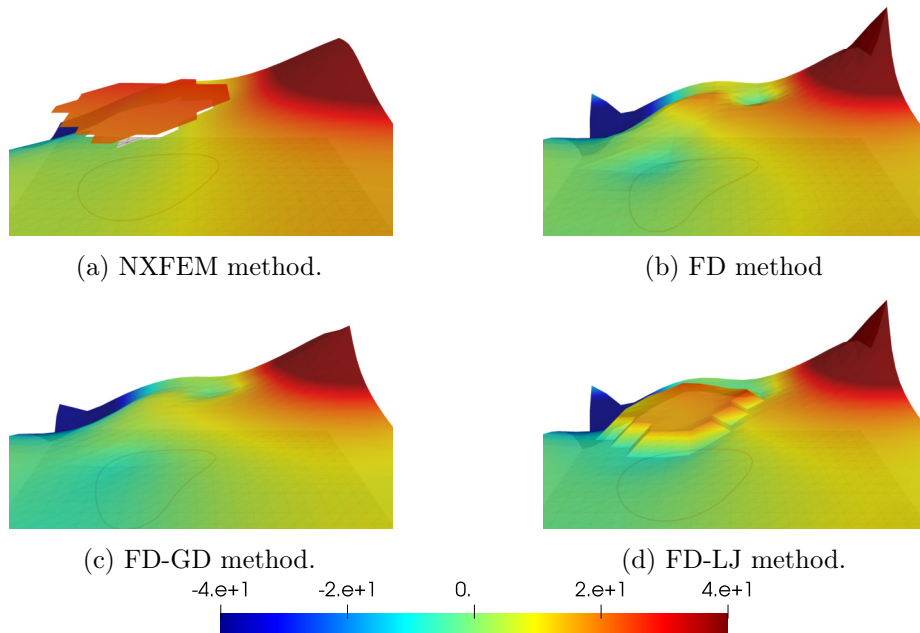 (a) NXFEM method.
(b) FD method
(c) FD-GD method.
(d) FD-LJ method.
-4.e+1 -2.e+1 0. 2.e+1 4.e+1